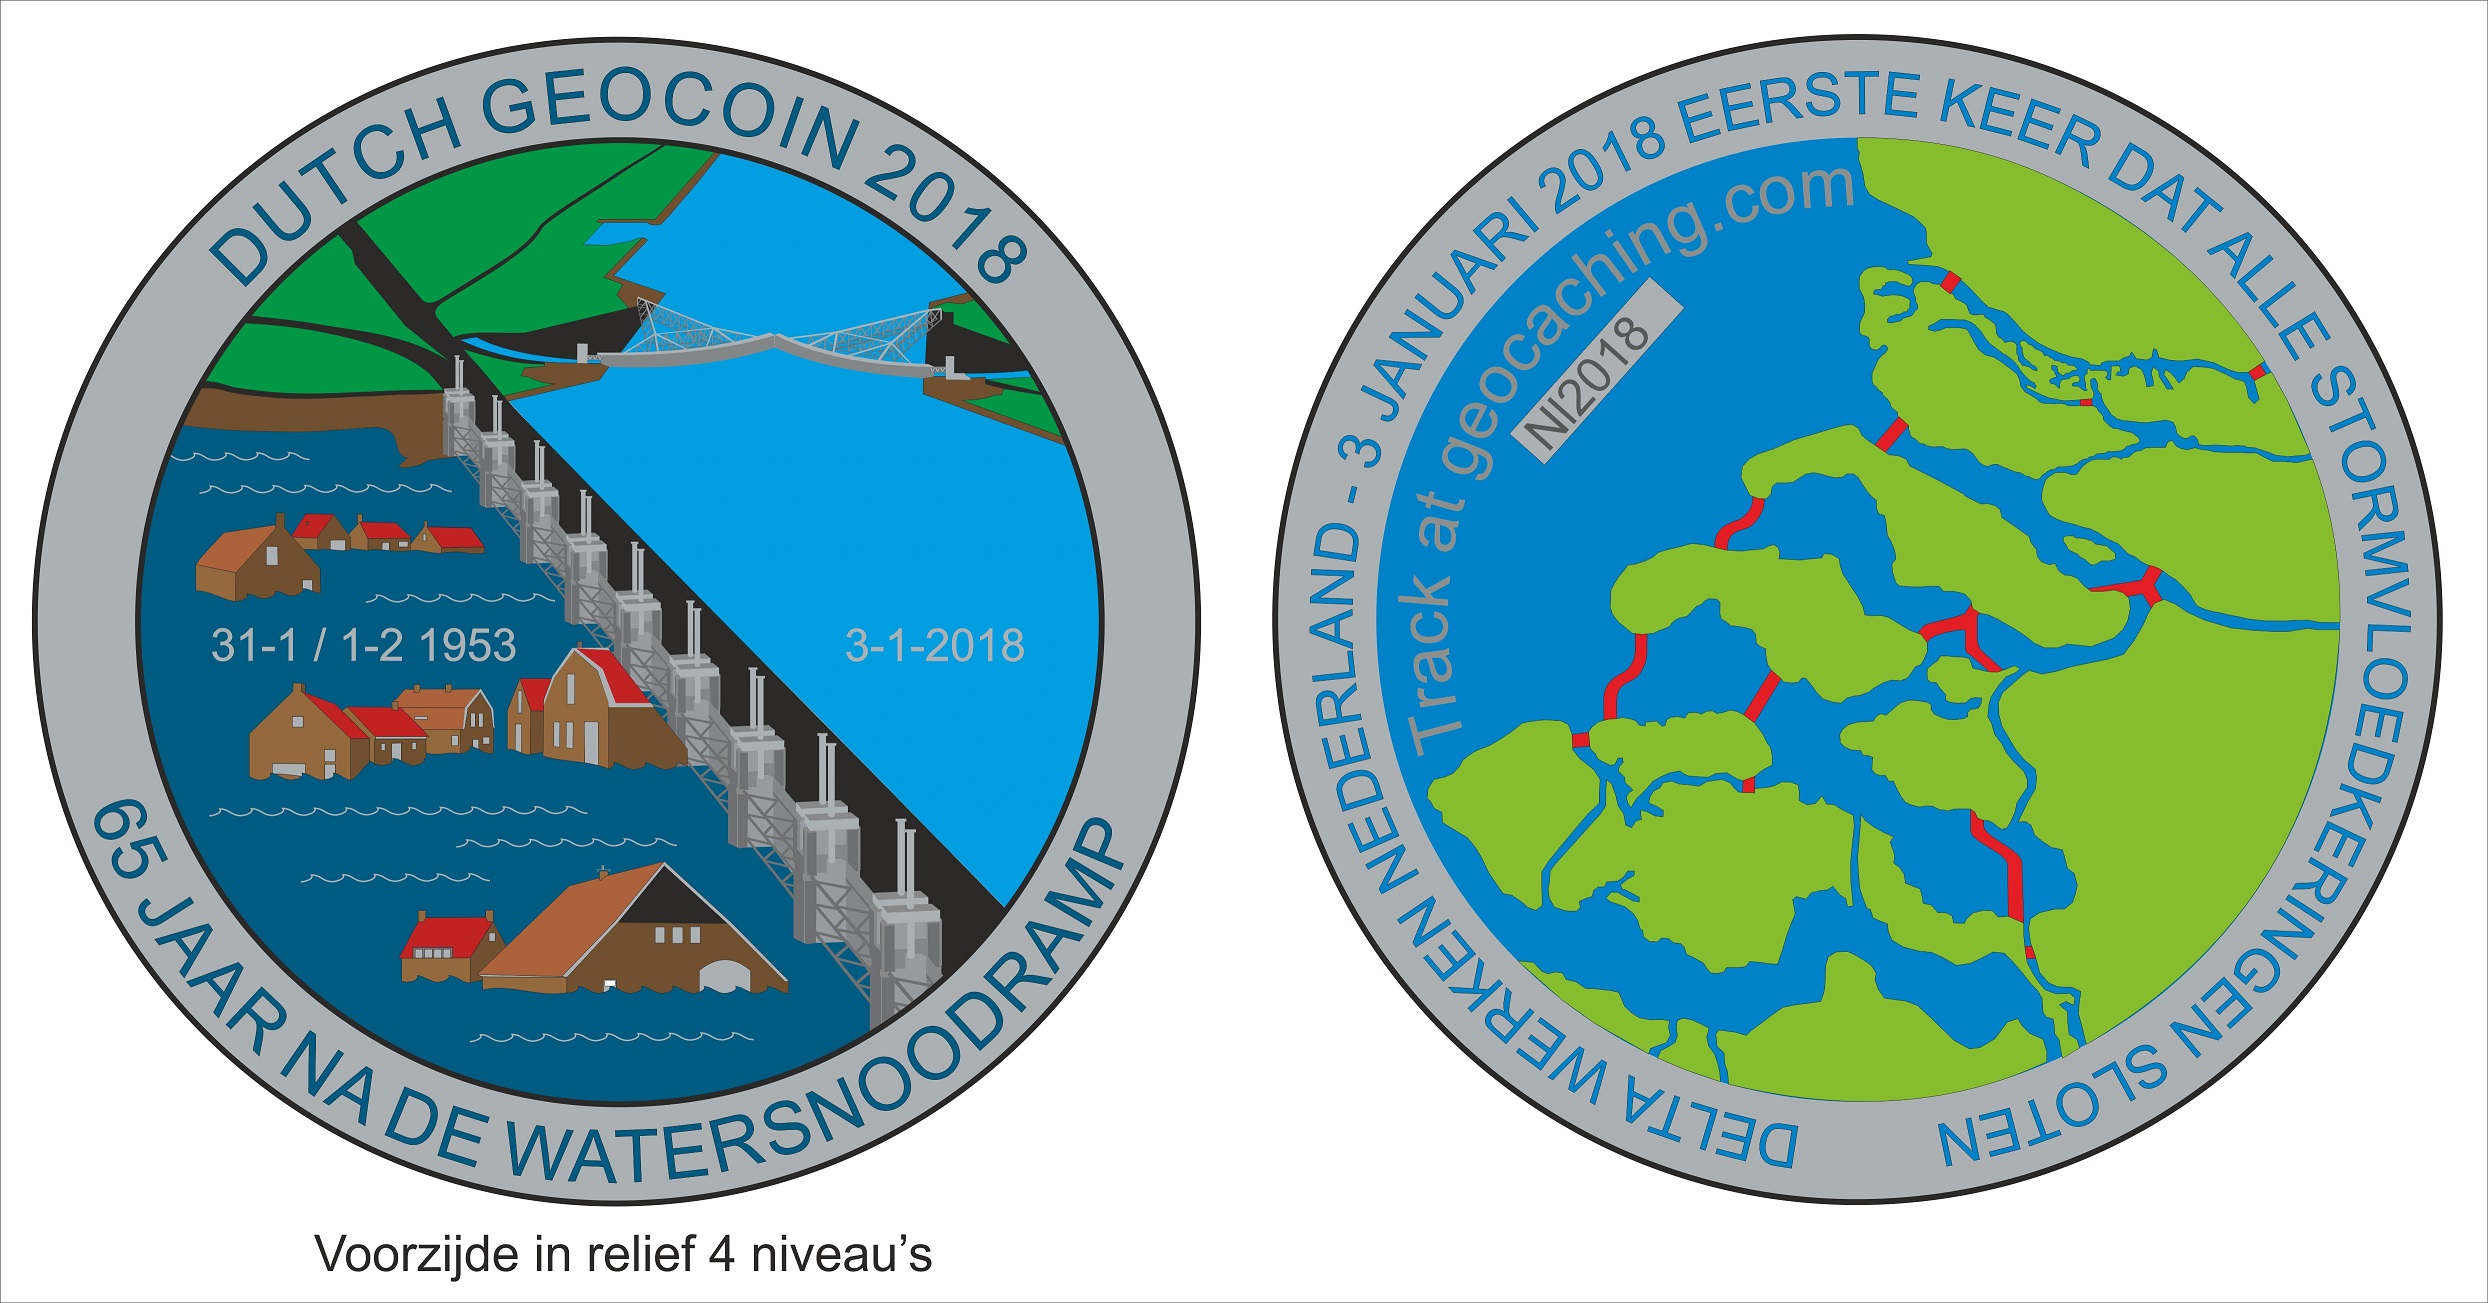 DUTCH GEOCOIN 2018
31-1 / 1-2 1953
3-1-2018
65 JAAR NA DE WATERSNOODRAMP
Voorzijde in relief 4 niveau’s
DELTA WERKEN NEDERLAND - 3 JANUARI 2018 EERSTE KEER DAT ALLE STORMVLOEDKERINGEN SLOTEN
Track at geocaching.com
NI2018